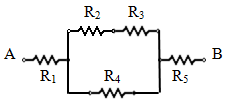 R₂ R₃
A B
R₁ R₄ R₅